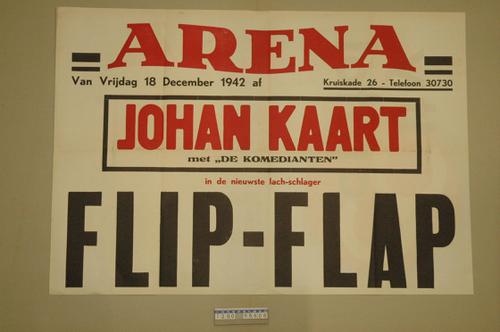 ARENA
Van Vrijdag 18 December 1942 af
Kruiskade 26 - Telefoon 30730
JOHAN KAART
met „DE KOMEDIANTEN”
in de nieuwste lach-schlager
FLIP-FLAP